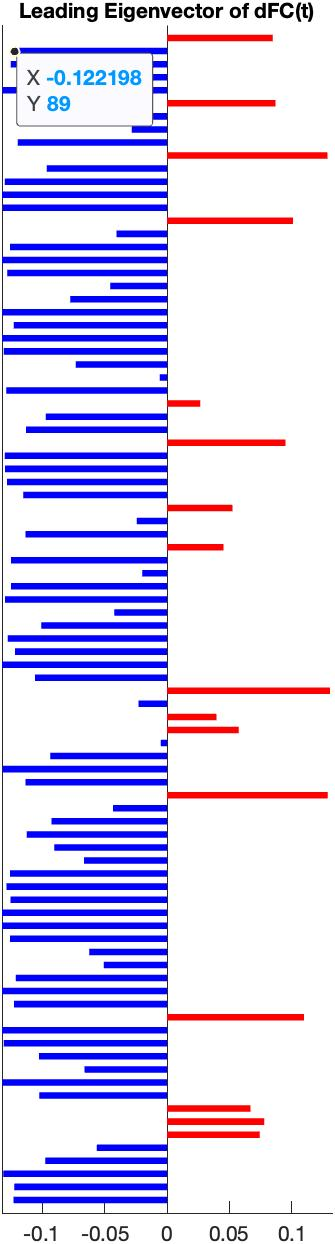 Leading Eigenvector of dFC(t)
X -0.122198
Y 89
-0.1 -0.05 0 0.05 0.1